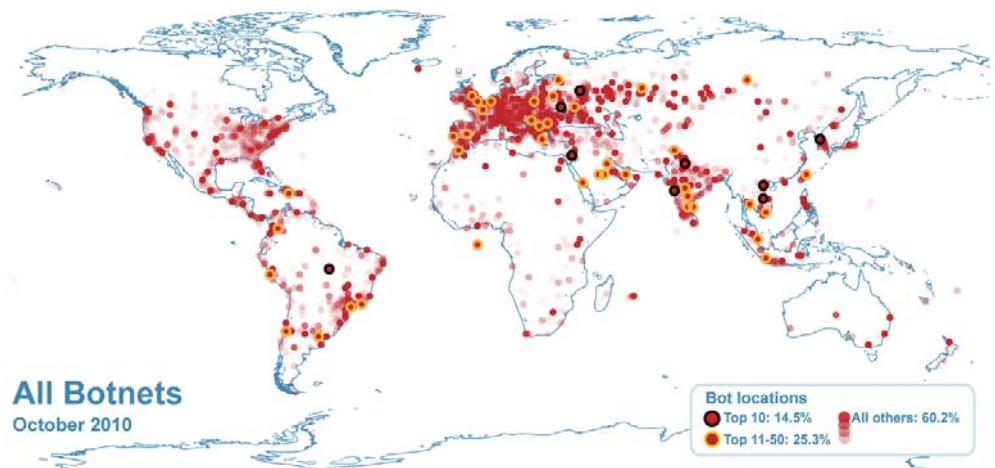 All Botnets
October 2010
Bot locations
Top 10: 14.5%
All others: 60.2%
Top 11-50: 25.3%